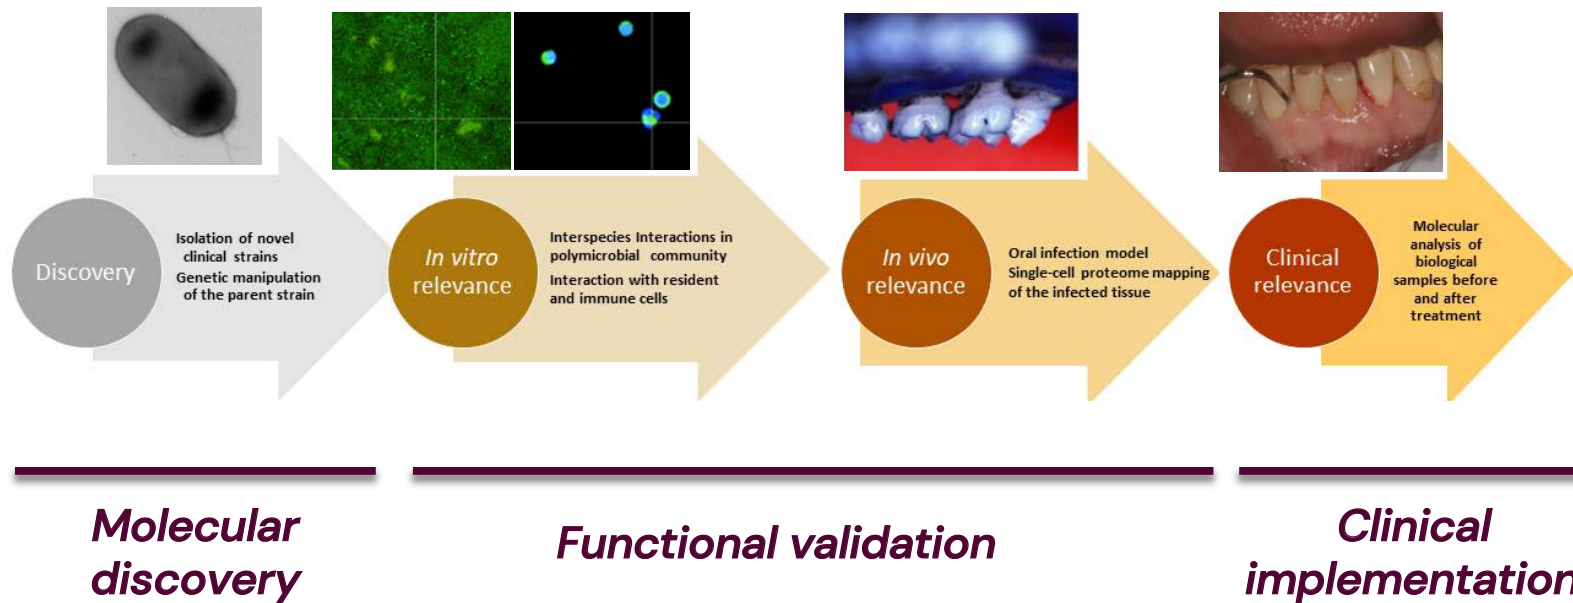 Discovery
Isolation of novel
clinical strains
Genetic manipulation
of the parent strain
In vitro
relevance
Interspecies Interactions in
polymicrobial community
Interaction with resident
and immune cells
In vivo
relevance
Oral infection model
Single-cell proteome mapping
of the infected tissue
Clinical
relevance
Molecular
analysis of
biological
samples before
and after
treatment
Molecular
discovery
Functional validation
Clinical
implementation